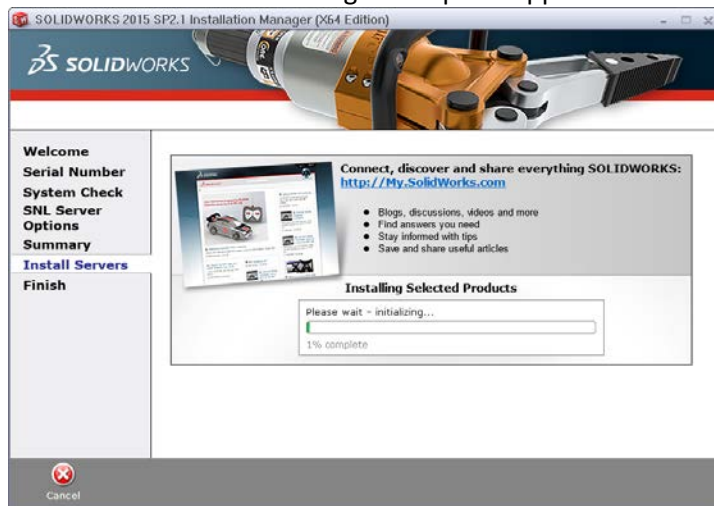 SOLIDWORKS 2015 SP2.1 Installation Manager (X64 Edition)
SOLIDWORKS
Welcome
Serial Number
System Check
SNL Server
Options
Summary
Install Servers
Finish
Connect, discover and share everything SOLIDWORKS:
http://My.SolidWorks.com
Blogs, discussions, videos and more
Find answers you need
Stay informed with tips
Save and share useful articles
Installing Selected Products
Please wait - initializing...
1% complete
Cancel